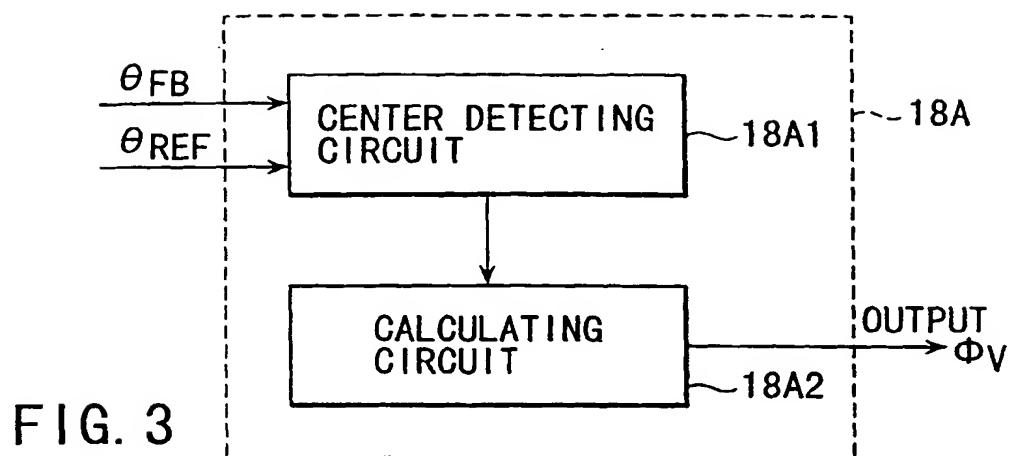 θFB
θREF
CENTER DETECTING
CIRCUIT
18A1
18A
CALCULATING
CIRCUIT
OUTPUT
ΦV
18A2
FIG. 3